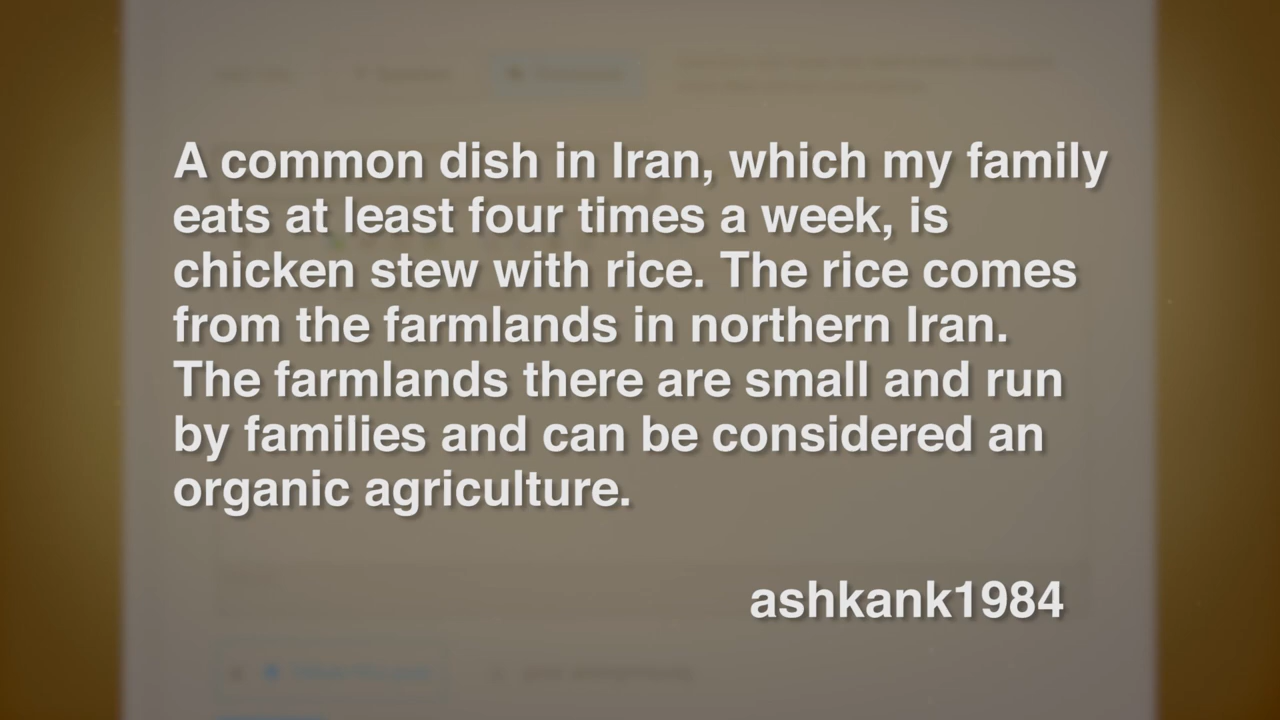 A common dish in Iran, which my family
eats at least four times a week, is
chicken stew with rice. The rice comes
from the farmlands in northern Iran.
The farmlands there are small and run
by families and can be considered an
organic agriculture.
ashkank1984